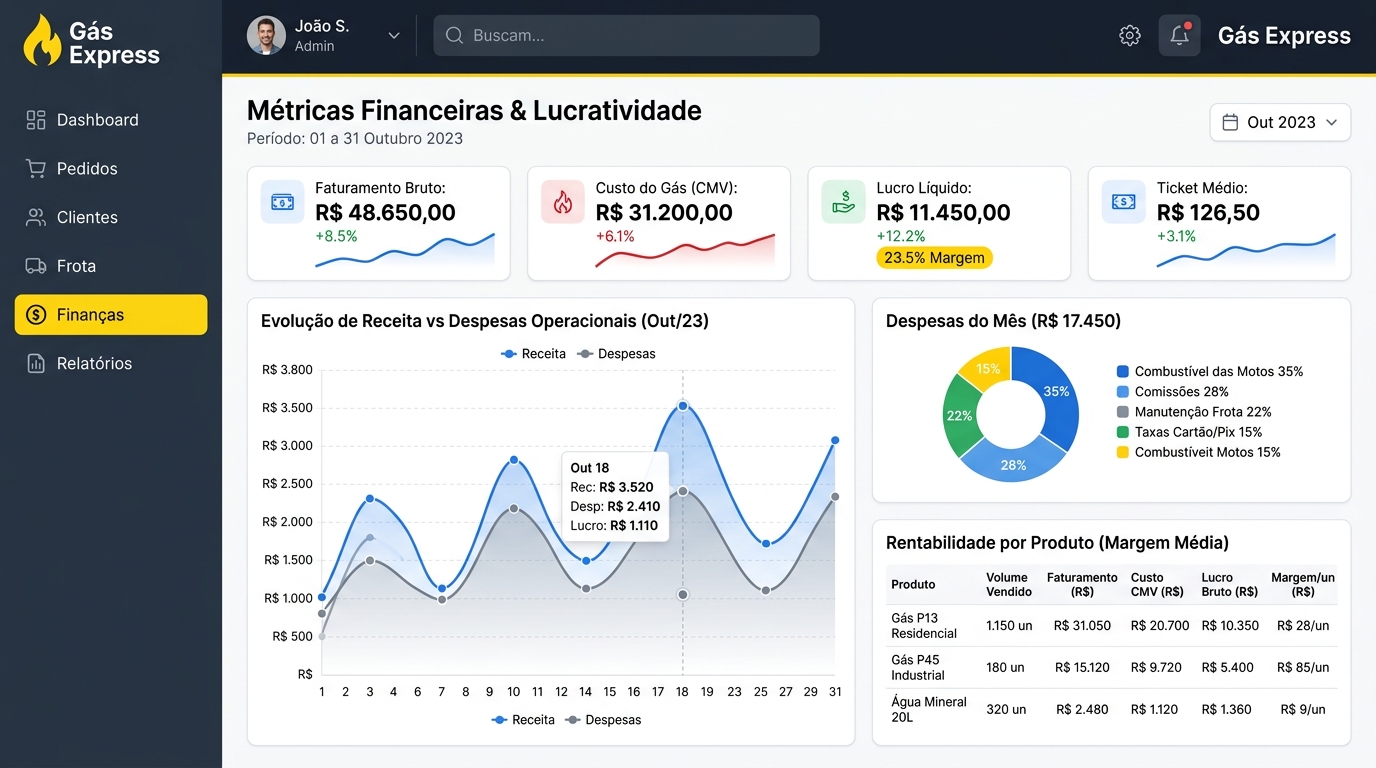 Gás
Express
Dashboard
Pedidos
Clientes
Frota
Finanças
Relatórios
João S.
Admin
Buscam...
Gás Express
Métricas Financeiras & Lucratividade
Período: 01 a 31 Outubro 2023
Out 2023
Faturamento Bruto:
R$ 48.650,00
+8.5%
Custo do Gás (CMV):
R$ 31.200,00
+6.1%
Lucro Líquido:
R$ 11.450,00
+12.2%
23.5% Margem
Ticket Médio:
R$ 126,50
+3.1%
Evolução de Receita vs Despesas Operacionais (Out/23)
Receita Despesas
R$ 3.800
R$ 3.500
R$ 3.000
R$ 2.500
R$ 2.000
R$ 1.500
R$ 1.000
R$ 500
R$
Out 18
Rec: R$ 3.520
Desp: R$ 2.410
Lucro: R$ 1.110
1 2 3 4 6 7 8 9 10 11 12 14 15 16 17 18 19 23 25 27 29 31
Receita Despesas
Despesas do Mês (R$ 17.450)
15%
35%
22%
28%
Combustível das Motos 35%
Comissões 28%
Manutenção Frota 22%
Taxas Cartão/Pix 15%
Combustíveit Motos 15%
Rentabilidade por Produto (Margem Média)
Produto Volume Vendido Faturamento (R$) Custo CMV (R$) Lucro Bruto (R$) Margem/un (R$)
Gás P13 Residencial 1.150 un R$ 31.050 R$ 20.700 R$ 10.350 R$ 28/un
Gás P45 Industrial 180 un R$ 15.120 R$ 9.720 R$ 5.400 R$ 85/un
Água Mineral 20L 320 un R$ 2.480 R$ 1.120 R$ 1.360 R$ 9/un